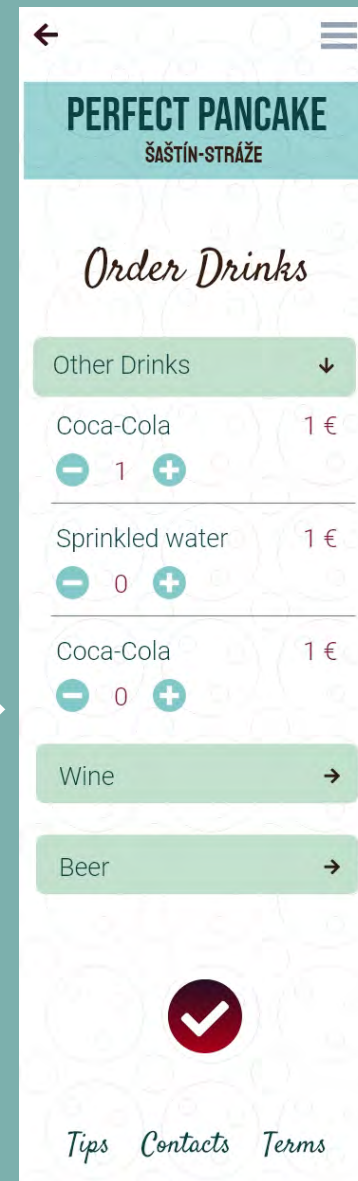 PERFECT PANCAKE
ŠAŠTÍN-STRÁŽE
Order Drinks
Other Drinks
Coca-Cola 1 €
1
Sprinkled water 1 €
0
Coca-Cola 1 €
0
Wine
Beer
Tips Contacts Terms